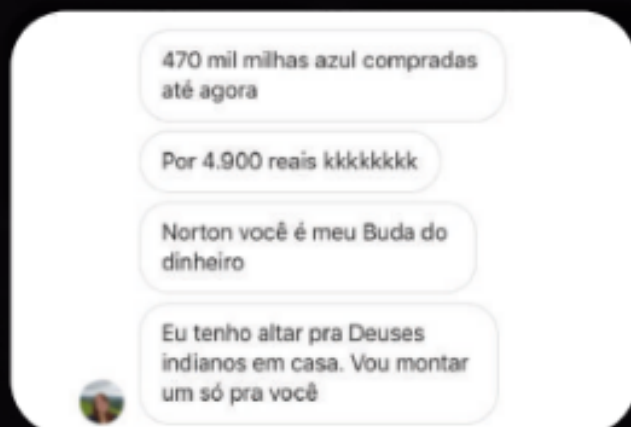 470 mil milhas azul compradas
até agora
Por 4.900 reais kkkkkkkk
Norton você é meu Buda do
dinheiro
Eu tenho altar pra Deuses
indianos em casa. Vou montar
um só pra você